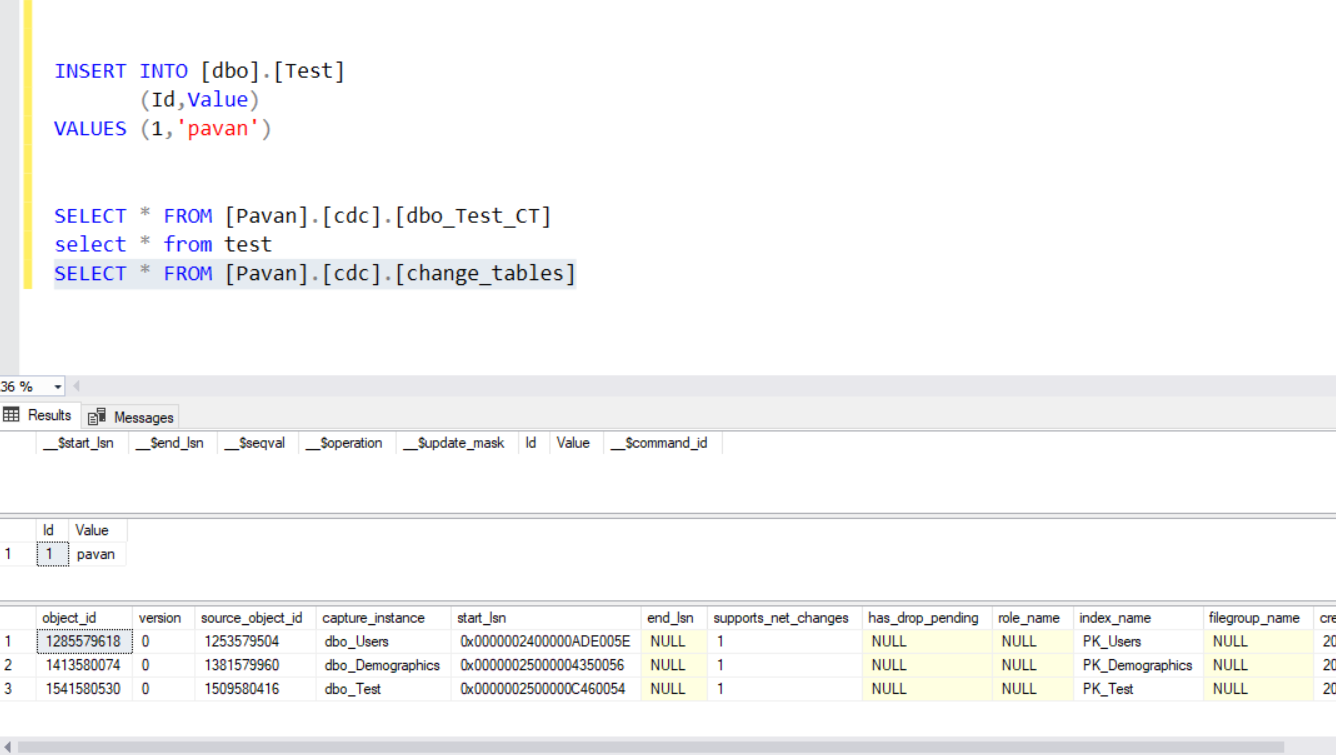 INSERT INTO [dbo].[Test]
(Id,Value)
VALUES (1,'pavan')
SELECT * FROM [Pavan].[cdc].[dbo_Test_CT]
select * from test
SELECT * FROM [Pavan].[cdc].[change_tables]
36 %
Results Messages
__$start_lsn __$end_lsn __$seqval __$operation __$update_mask Id Value __$command_id
Id Value
1 1 pavan
object_id version source_object_id capture_instance start_lsn end_lsn supports_net_changes has_drop_pending role_name index_name filegroup_name cre
1 1285579618 0 1253579504 dbo_Users 0x0000002400000ADE005E NULL 1 NULL NULL PK_Users NULL 20
2 1413580074 0 1381579960 dbo_Demographics 0x00000025000004350056 NULL 1 NULL NULL PK_Demographics NULL 20
3 1541580530 0 1509580416 dbo_Test 0x0000002500000C460054 NULL 1 NULL NULL PK_Test NULL 20